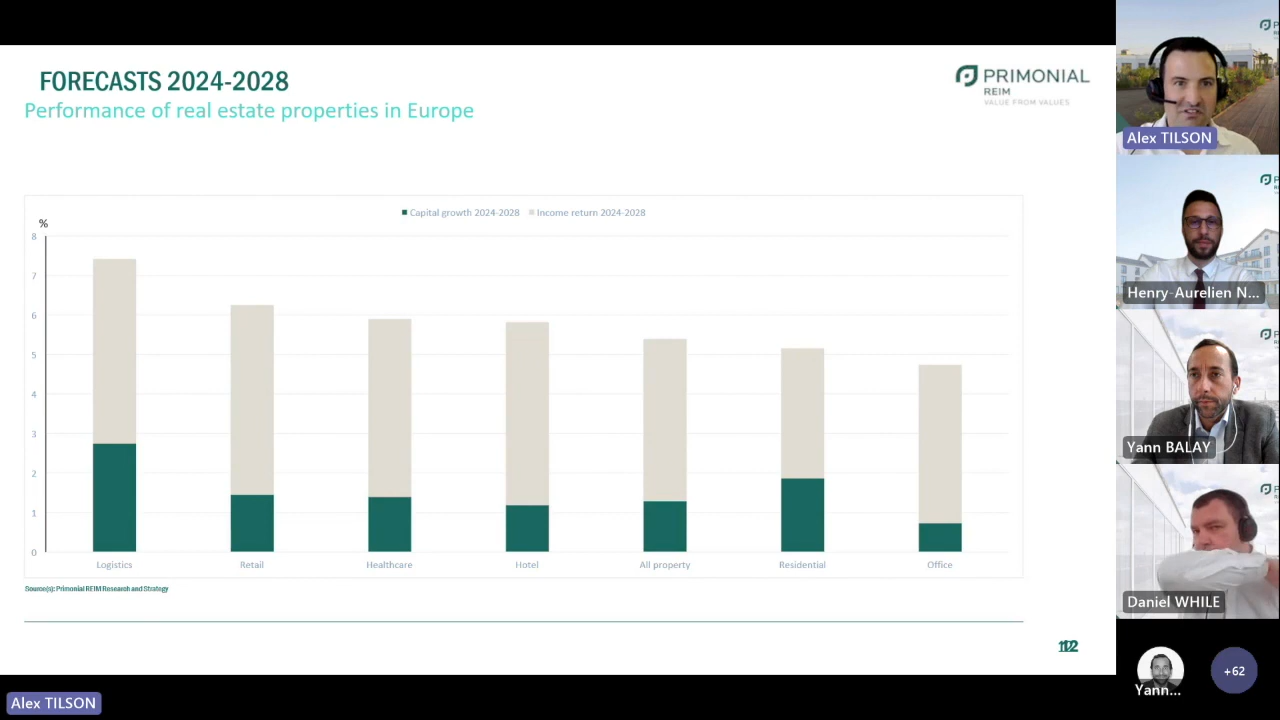 FORECASTS 2024-2028
Performance of real estate properties in Europe
PRIMONIAL
REIM
VALUE FROM VALUES
Capital growth 2024-2028 Income return 2024-2028
%
8
7
6
5
4
3
2
1
0
Logistics Retail Healthcare Hotel All property Residential Office
Source(s): Primonial REIM Research and Strategy
Alex TILSON
Henry-Aurelien N...
Yann BALAY
Daniel WHILE
Yann...
+62
Alex TILSON